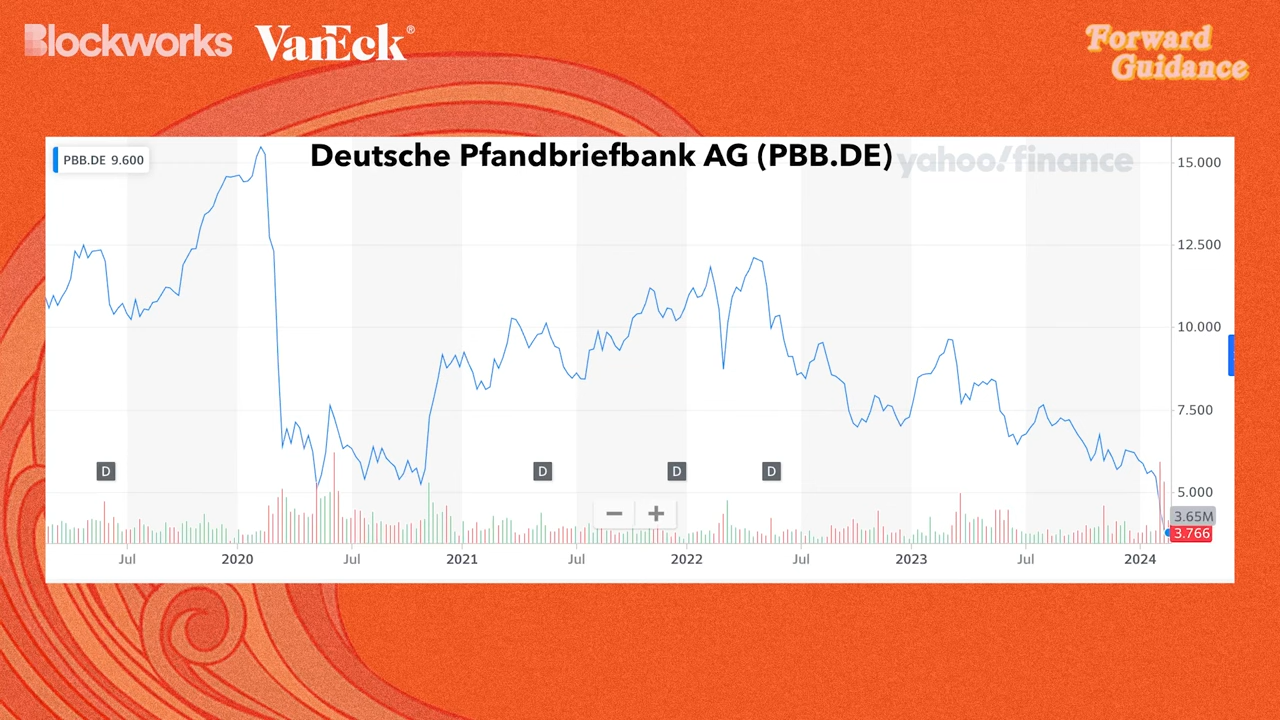 Blockworks
VanEck®
Forward
Guidance
PBB.DE 9.600
Deutsche Pfandbriefbank AG (PBB.DE)
yahoo!finance
15.000
12.500
10.000
7.500
5.000
3.65M
3.766
D
D
D
D
Jul
2020
Jul
2021
Jul
2022
Jul
2023
Jul
2024